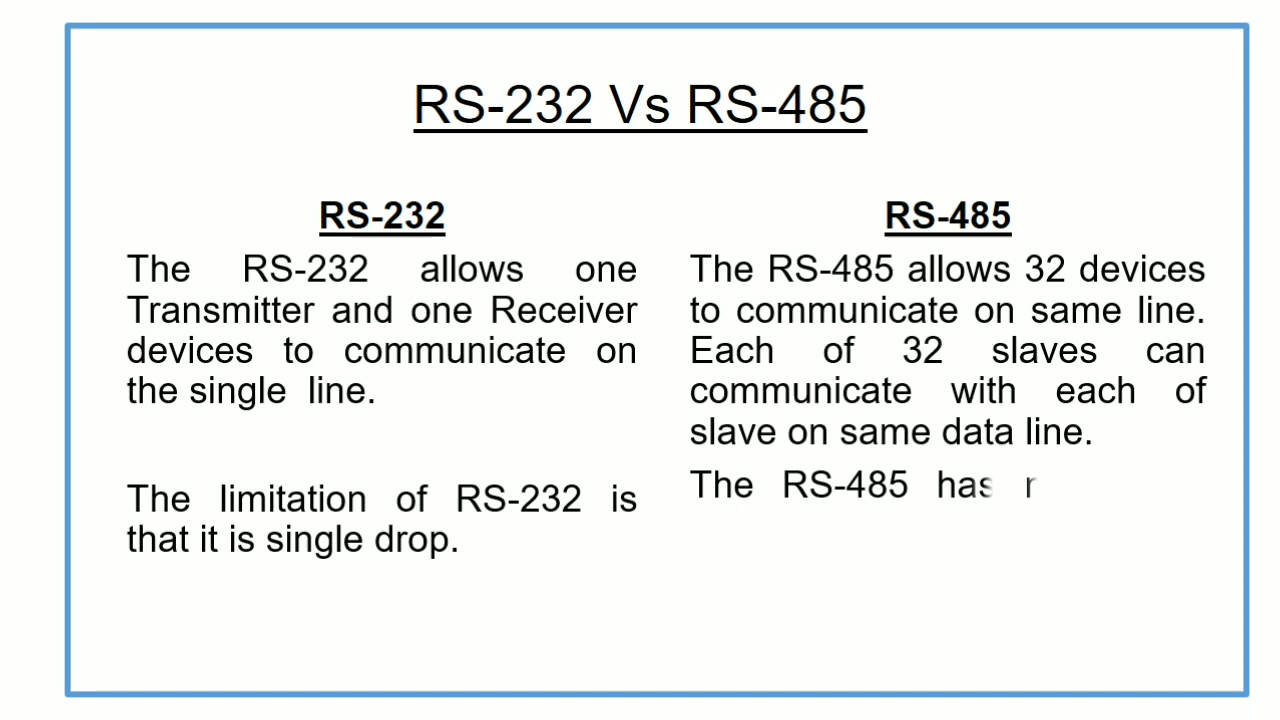 RS-232 Vs RS-485
RS-232
The RS-232 allows one
Transmitter and one Receiver
devices to communicate on
the single line.
The limitation of RS-232 is
that it is single drop.
RS-485
The RS-485 allows 32 devices
to communicate on same line.
Each of 32 slaves can
communicate with each of
slave on same data line.
The RS-485 has